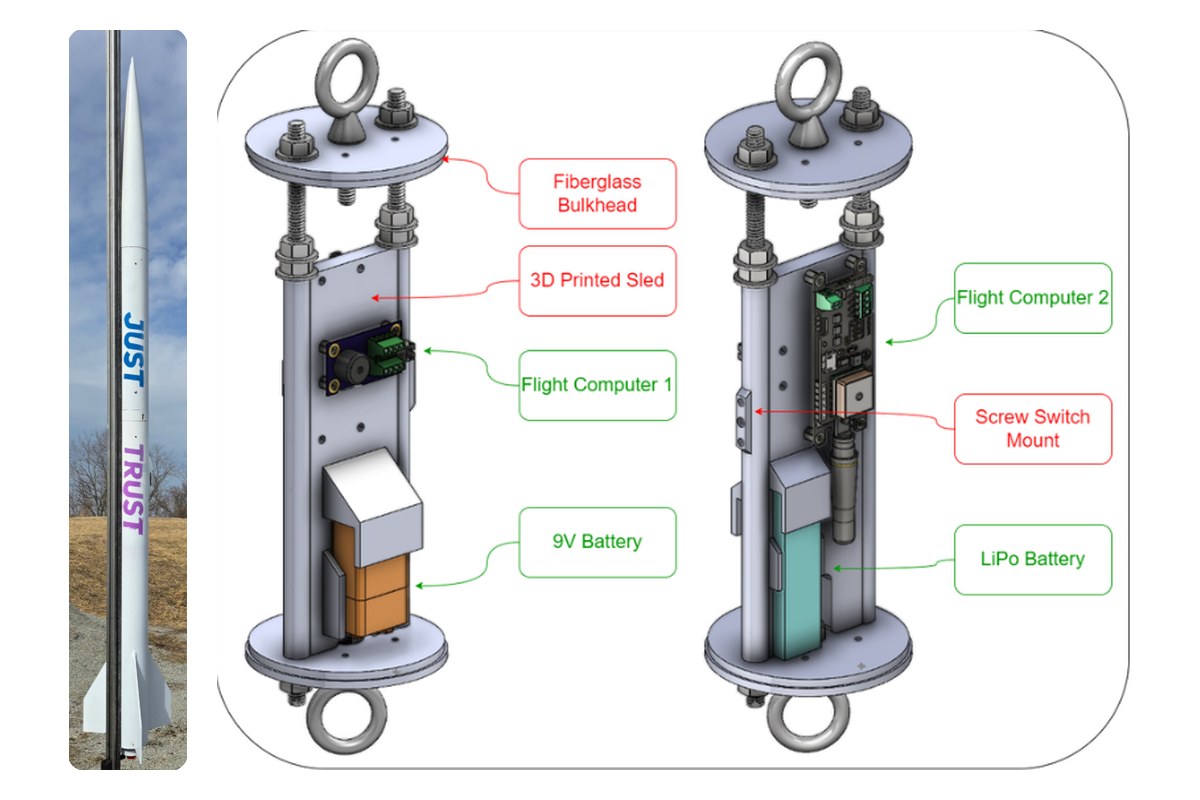 JUST
TRUST
Fiberglass
Bulkhead
3D Printed Sled
Flight Computer 1
9V Battery
Flight Computer 2
Screw Switch
Mount
LiPo Battery